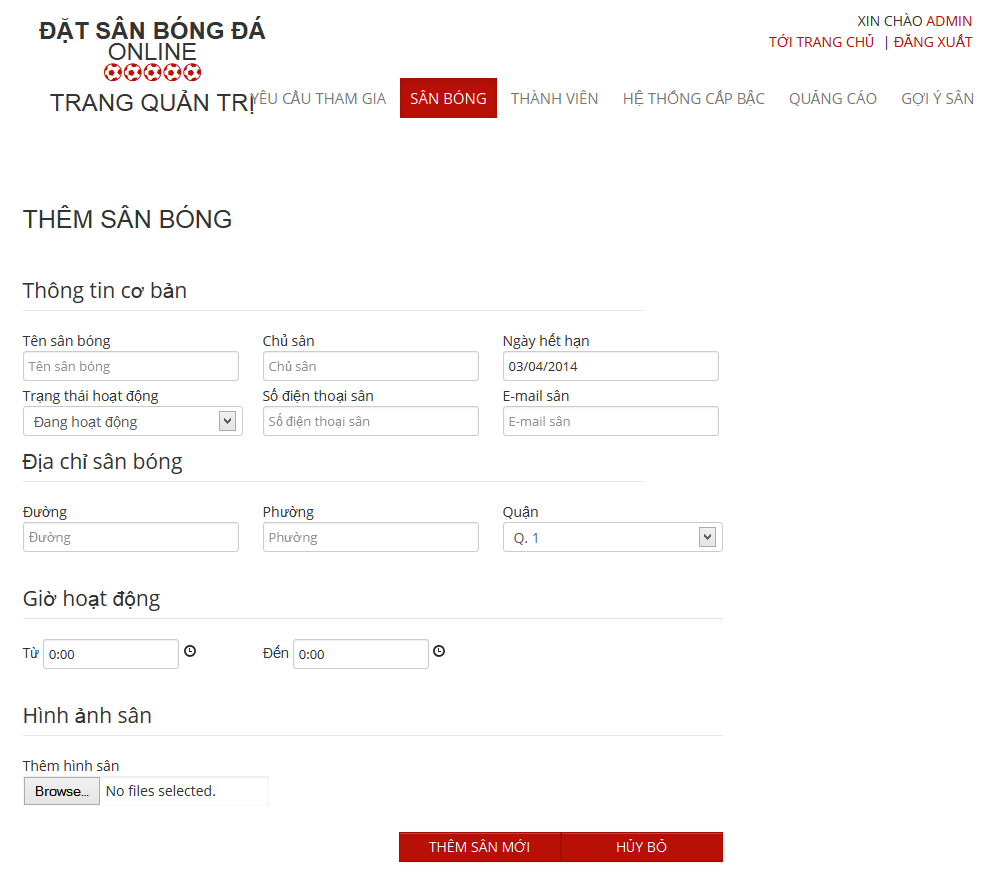 ĐẶT SÂN BÓNG ĐÁ
ONLINE
TRANG QUẢN TRỊ
XIN CHÀO ADMIN
TỚI TRANG CHỦ | ĐĂNG XUẤT
YÊU CẦU THAM GIA SÂN BÓNG THÀNH VIÊN HỆ THỐNG CẤP BẬC QUẢNG CÁO GỢI Ý SÂN
THÊM SÂN BÓNG
Thông tin cơ bản
Tên sân bóng Chủ sân Ngày hết hạn
Tên sân bóng Chủ sân 03/04/2014
Trạng thái hoạt động Số điện thoại sân E-mail sân
Đang hoạt động Số điện thoại sân E-mail sân
Địa chỉ sân bóng
Đường Phường Quận
Đường Phường Q. 1
Giờ hoạt động
Từ 0:00 Đến 0:00
Hình ảnh sân
Thêm hình sân
Browse... No files selected.
THÊM SÂN MỚI HỦY BỎ